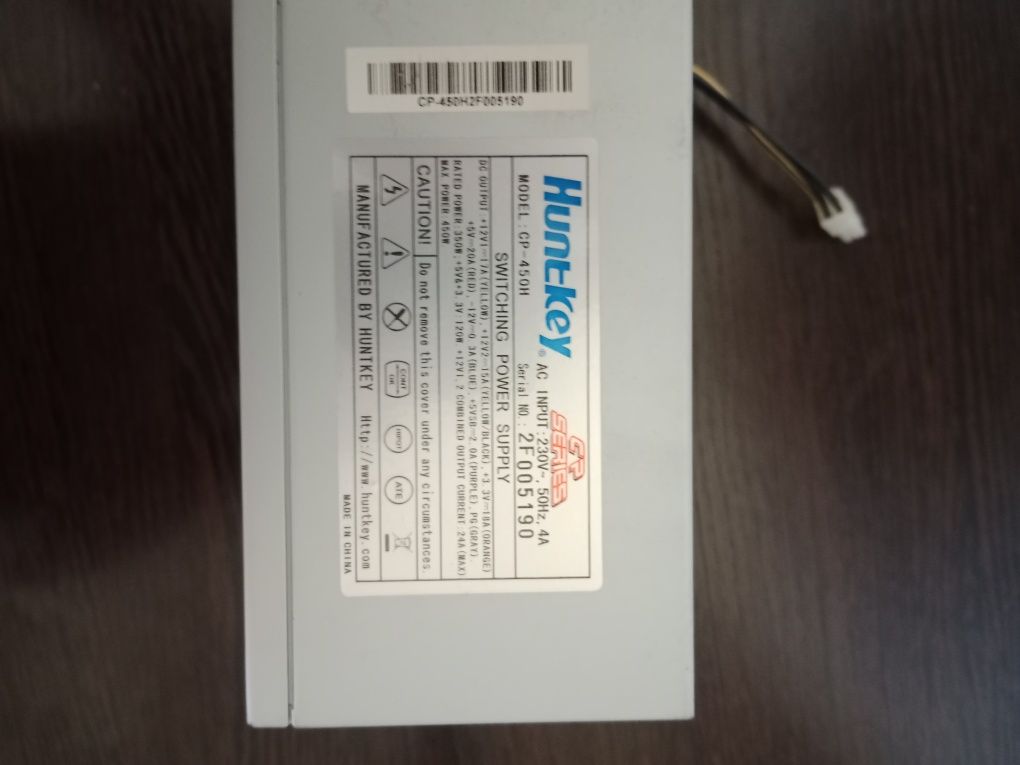 CP-450H2F005190
Huntkey®
GP
SERIES
MODEL: CP-450H
AC INPUT: 230V~, 50Hz, 4A
Serial NO.: 2F005190
SWITCHING POWER SUPPLY
DC OUTPUT: +12V1⎓17A(YELLOW), +12V2⎓15A(YELLOW/BLACK), +3.3V⎓18A(ORANGE)
+5V⎓20A(RED), -12V⎓0.3A(BLUE), +5VSB⎓2.0A(PURPLE), PG(GRAY).
RATED POWER:350W, +5V&+3.3V:120W +12V1,2 COMBINED OUTPUT CURRENT:24A(MAX)
MAX POWER:450W
CAUTION! Do not remove this cover under any circumstances.
HIPOT
ATE
MANUFACTURED BY HUNTKEY Http://www.huntkey.com
MADE IN CHINA